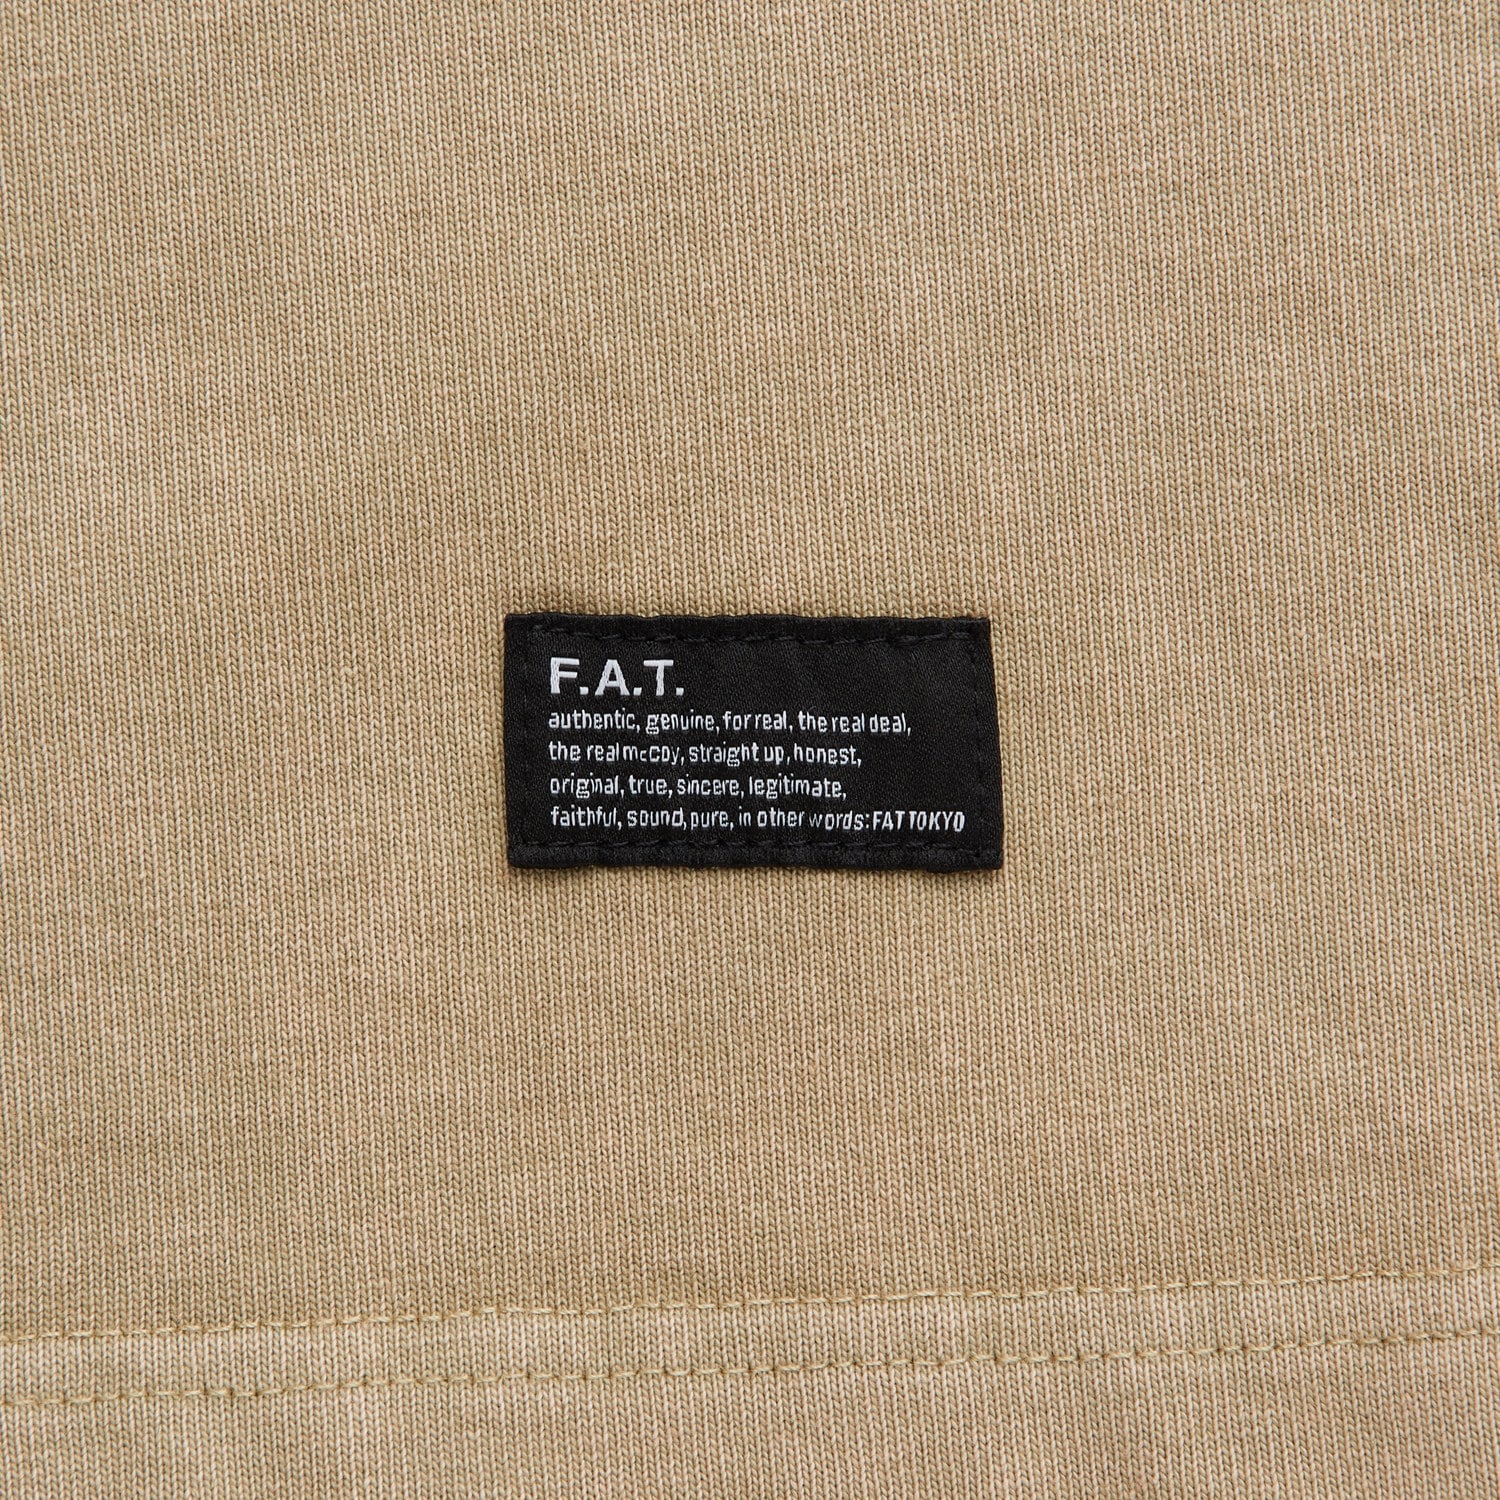 F.A.T.
authentic, genuine, for real, the real deal,
the real mcCoy, straight up, honest,
original, true, sincere, legitimate,
faithful, sound, pure, in other words: FAT TOKYO